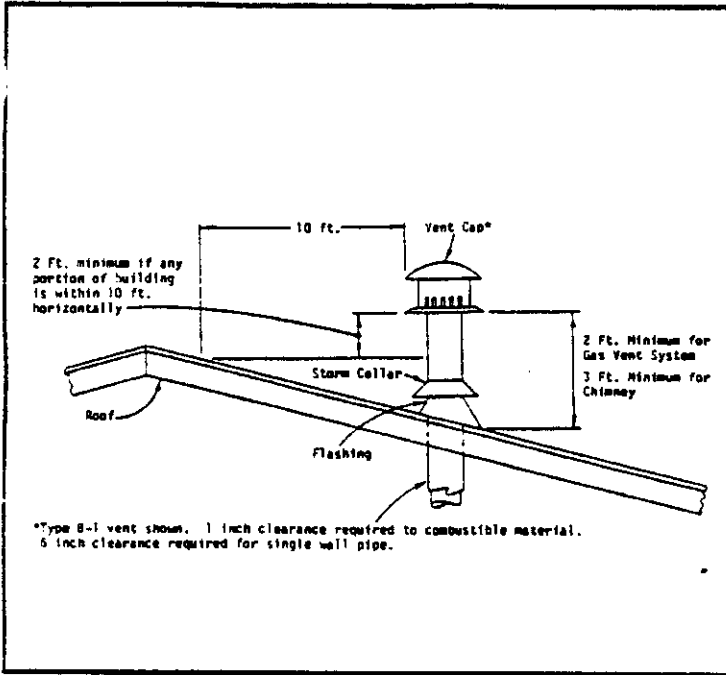 10 ft.
Vent Cap*
2 Ft. minimum if any
portion of building
is within 10 ft.
horizontally
2 Ft. Minimum for
Gas Vent System
3 Ft. Minimum for
Chimney
Storm Collar
Roof
Flashing
*Type B-1 vent shown. 1 inch clearance required to combustible material.
6 inch clearance required for single wall pipe.